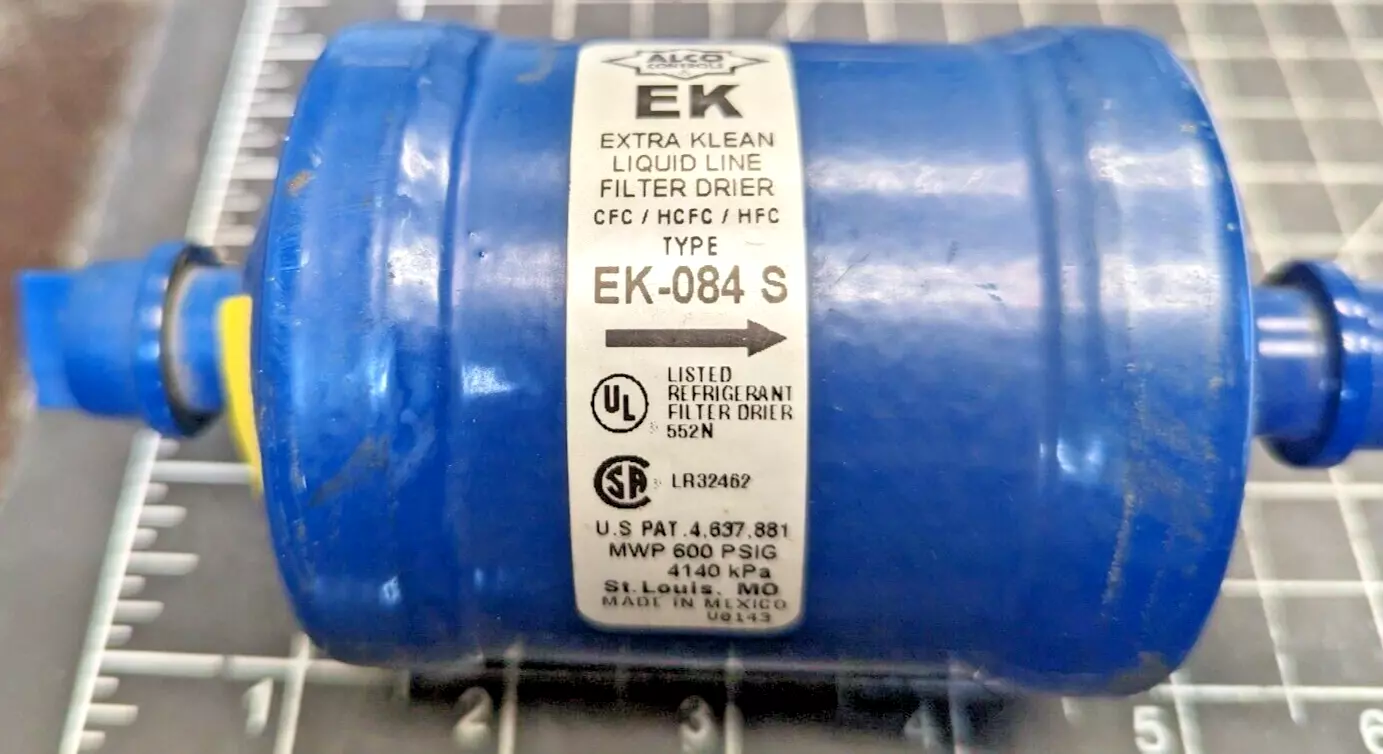 ALCO
CONTROLS
EK
EXTRA KLEAN
LIQUID LINE
FILTER DRIER
CFC / HCFC / HFC
TYPE
EK-084 S
UL
LISTED
REFRIGERANT
FILTER DRIER
552N
SA LR32462
U.S PAT.4,637,881
MWP 600 PSIG
4140 kPa
St. Louis, MO
MADE IN MEXICO
U0143
1 2 3 4 5 6